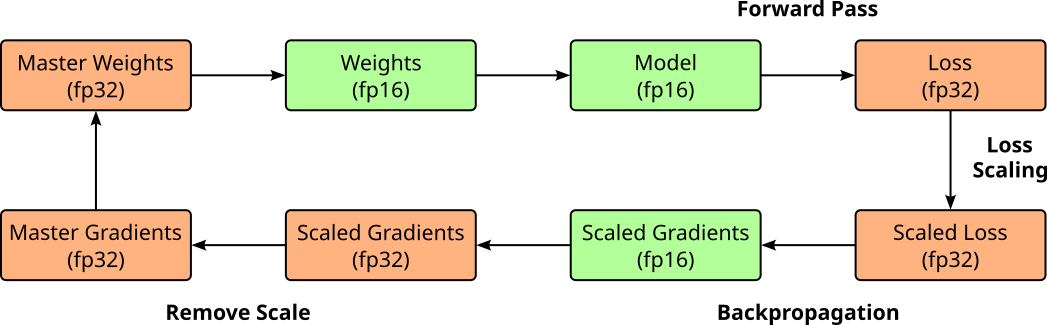 Forward Pass
Master Weights
(fp32)
Weights
(fp16)
Model
(fp16)
Loss
(fp32)
Loss
Scaling
Master Gradients
(fp32)
Scaled Gradients
(fp32)
Scaled Gradients
(fp16)
Scaled Loss
(fp32)
Remove Scale
Backpropagation